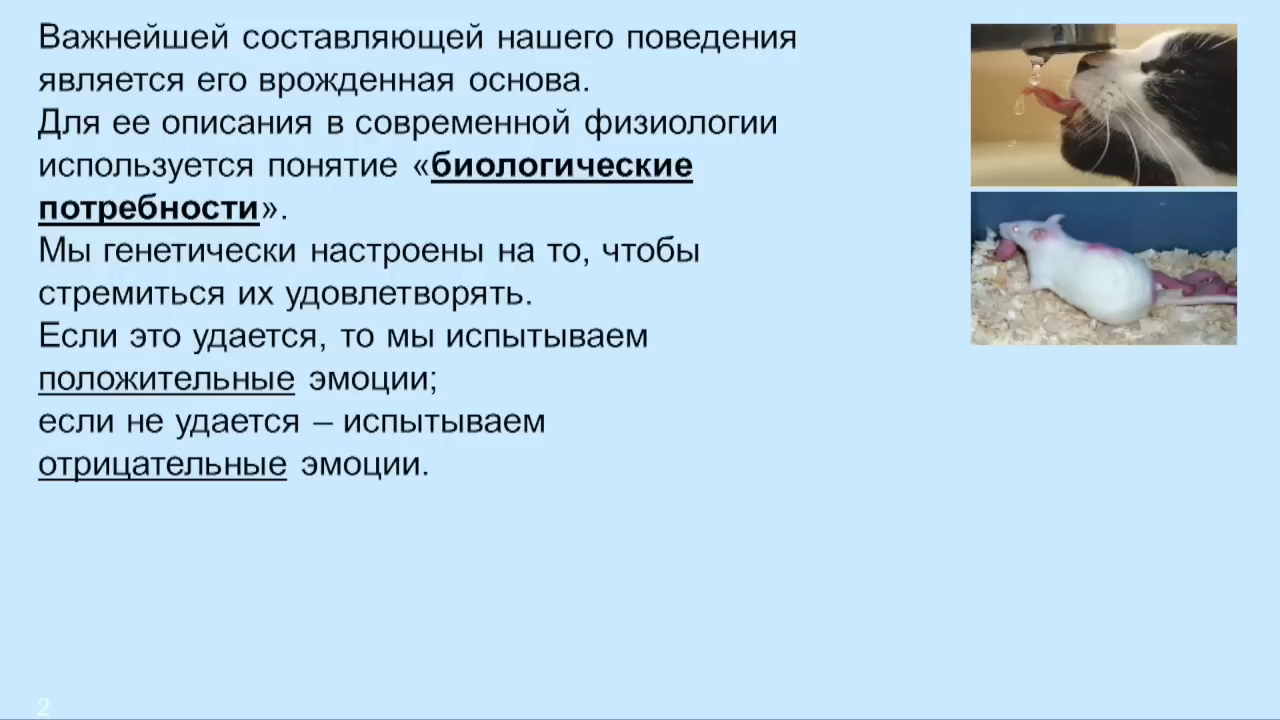 Важнейшей составляющей нашего поведения
является его врожденная основа.
Для ее описания в современной физиологии
используется понятие «биологические
потребности».
Мы генетически настроены на то, чтобы
стремиться их удовлетворять.
Если это удается, то мы испытываем
положительные эмоции;
если не удается – испытываем
отрицательные эмоции.
2